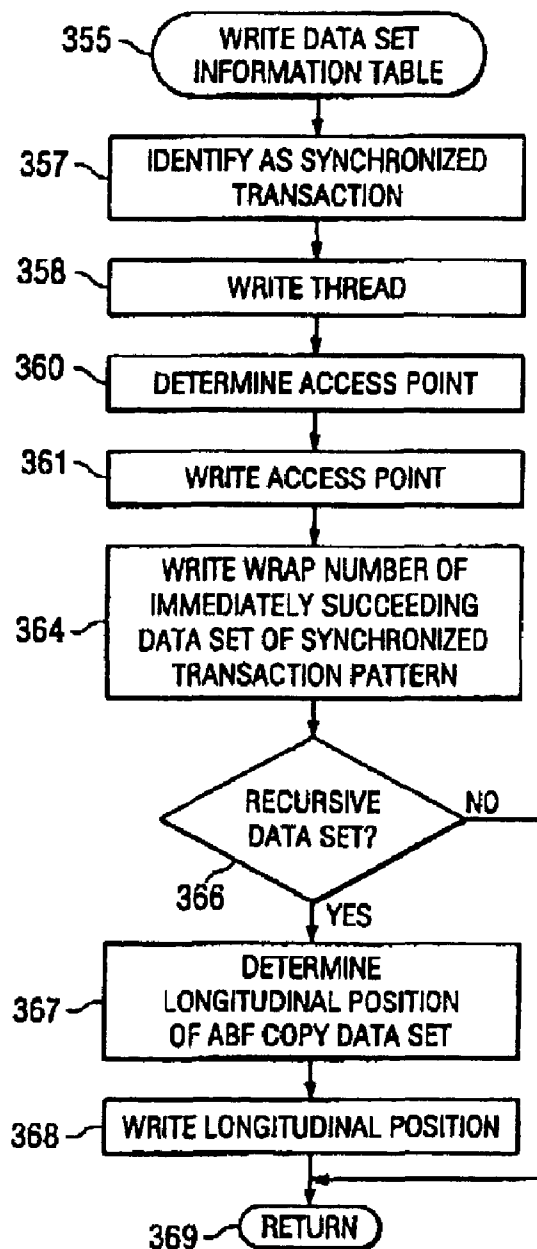 355
WRITE DATA SET
INFORMATION TABLE
357
IDENTIFY AS SYNCHRONIZED
TRANSACTION
358
WRITE THREAD
360
DETERMINE ACCESS POINT
361
WRITE ACCESS POINT
364
WRITE WRAP NUMBER OF
IMMEDIATELY SUCCEEDING
DATA SET OF SYNCHRONIZED
TRANSACTION PATTERN
RECURSIVE
DATA SET?
NO
366
YES
367
DETERMINE
LONGITUDINAL POSITION
OF ABF COPY DATA SET
368
WRITE LONGITUDINAL POSITION
369
RETURN